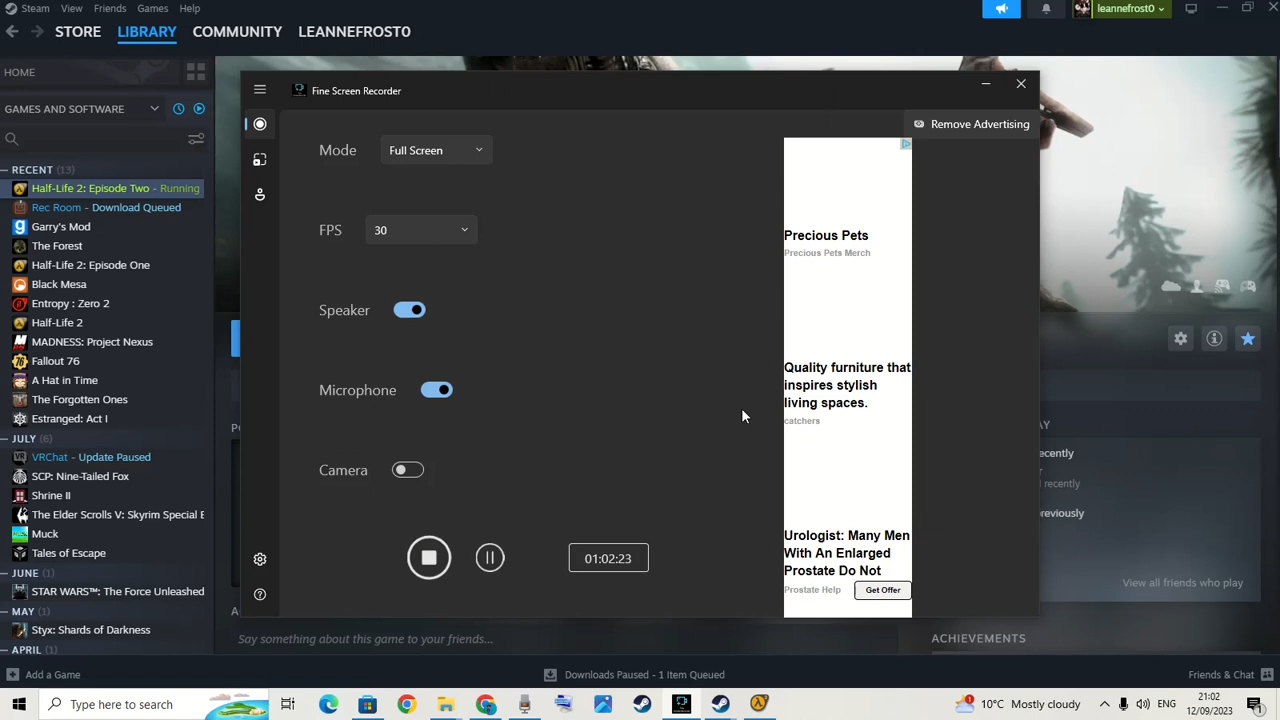 Steam View Friends Games Help
leannefrost0
STORE LIBRARY COMMUNITY LEANNEFROST0
HOME
GAMES AND SOFTWARE
RECENT (13)
Half-Life 2: Episode Two - Running
Rec Room - Download Queued
Garry's Mod
The Forest
Half-Life 2: Episode One
Black Mesa
Entropy : Zero 2
Half-Life 2
MADNESS: Project Nexus
Fallout 76
A Hat in Time
The Forgotten Ones
Estranged: Act I
JULY (6)
VRChat - Update Paused
SCP: Nine-Tailed Fox
Shrine II
The Elder Scrolls V: Skyrim Special E
Muck
Tales of Escape
JUNE (1)
STAR WARS™: The Force Unleashed
MAY (1)
Styx: Shards of Darkness
APRIL (1)
Fine Screen Recorder
Remove Advertising
Mode Full Screen
FPS 30
Speaker
Microphone
Camera
01:02:23
Precious Pets
Precious Pets Merch
Quality furniture that
inspires stylish
living spaces.
catchers
Urologist: Many Men
With An Enlarged
Prostate Do Not
Prostate Help Get Offer
AY
ecently
recently
reviously
View all friends who play
Say something about this game to your friends...
ACHIEVEMENTS
Add a Game
Downloads Paused - 1 Item Queued
Friends & Chat
Type here to search
1
10°C Mostly cloudy
ENG
21:02
12/09/2023
1